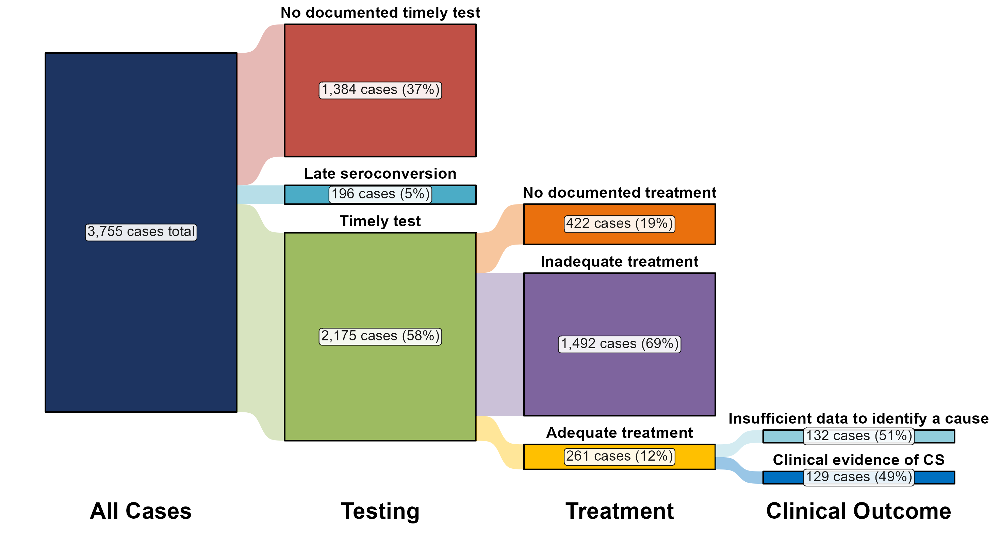 No documented timely test
1,384 cases (37%)
Late seroconversion
196 cases (5%)
No documented treatment
Timely test
422 cases (19%)
3,755 cases total
Inadequate treatment
2,175 cases (58%)
1,492 cases (69%)
Insufficient data to identify a cause
Adequate treatment
132 cases (51%)
261 cases (12%)
Clinical evidence of CS
129 cases (49%)
All Cases
Testing
Treatment
Clinical Outcome